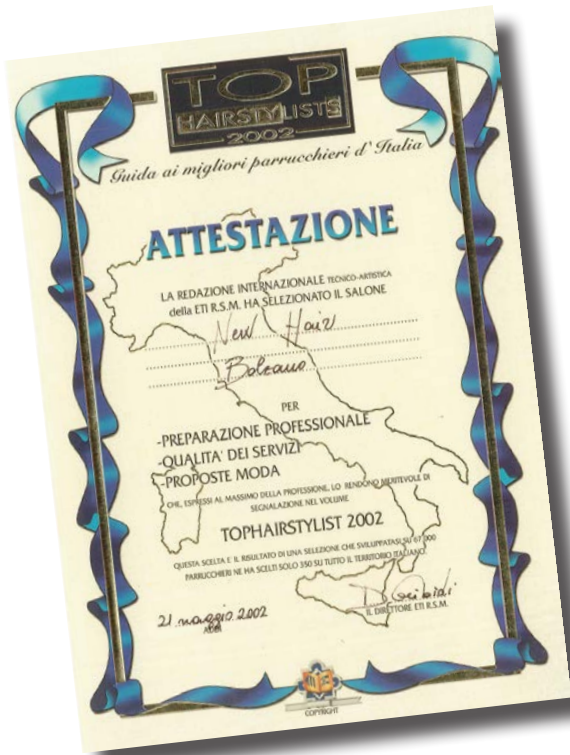 TOP
HAIRSTYLISTS
2002
Guida ai migliori parrucchieri d'Italia
ATTESTAZIONE
LA REDAZIONE INTERNAZIONALE TECNICO-ARTISTICA
della ETI R.S.M. HA SELEZIONATO IL SALONE
New Hair
Bolzano
PER
-PREPARAZIONE PROFESSIONALE
-QUALITA' DEI SERVIZI
-PROPOSTE MODA
CHE, ESPRESSI AL MASSIMO DELLA PROFESSIONE, LO RENDONO MERITEVOLE DI
SEGNALAZIONE NEL VOLUME
TOPHAIRSTYLIST 2002
QUESTA SCELTA E' IL RISULTATO DI UNA SELEZIONE CHE SVILUPPATASI SU 67.000
PARRUCCHIERI NE HA SCELTI SOLO 350 SU TUTTO IL TERRITORIO ITALIANO.
21 maggio 2002
IL DIRETTORE ETI R.S.M.
COPYRIGHT